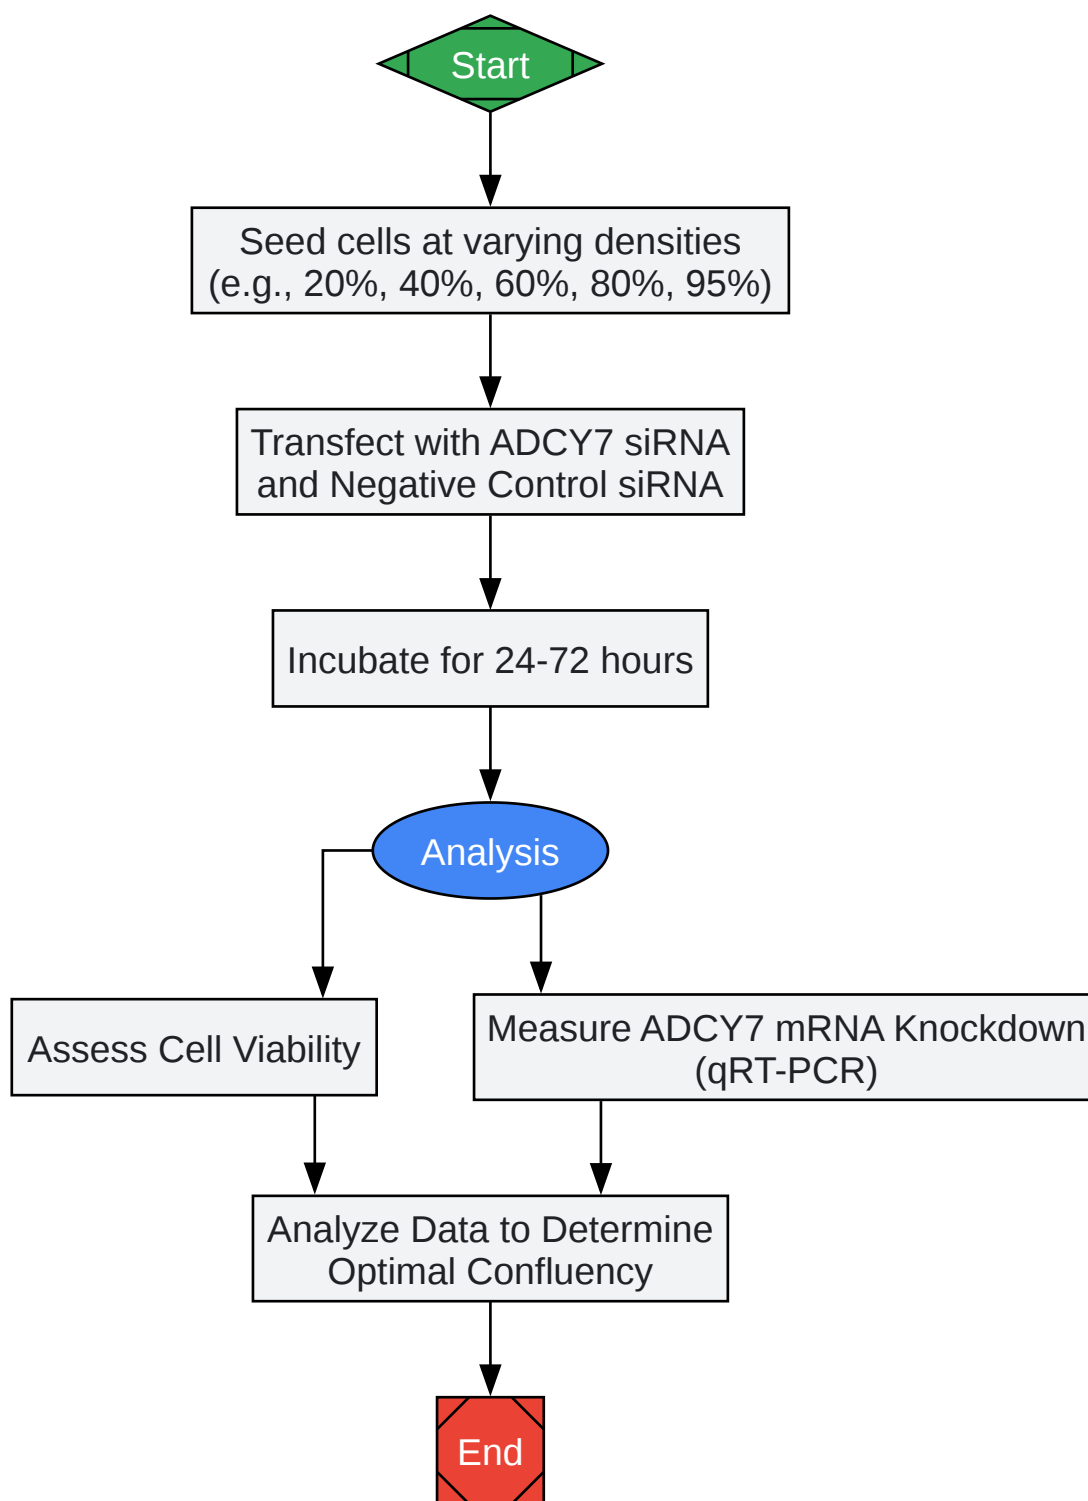 Start
Seed cells at varying densities
(e.g., 20%, 40%, 60%, 80%, 95%)
Transfect with ADCY7 siRNA
and Negative Control siRNA
Incubate for 24-72 hours
Analysis
Assess Cell Viability
Measure ADCY7 mRNA Knockdown
(qRT-PCR)
Analyze Data to Determine
Optimal Confluency
End